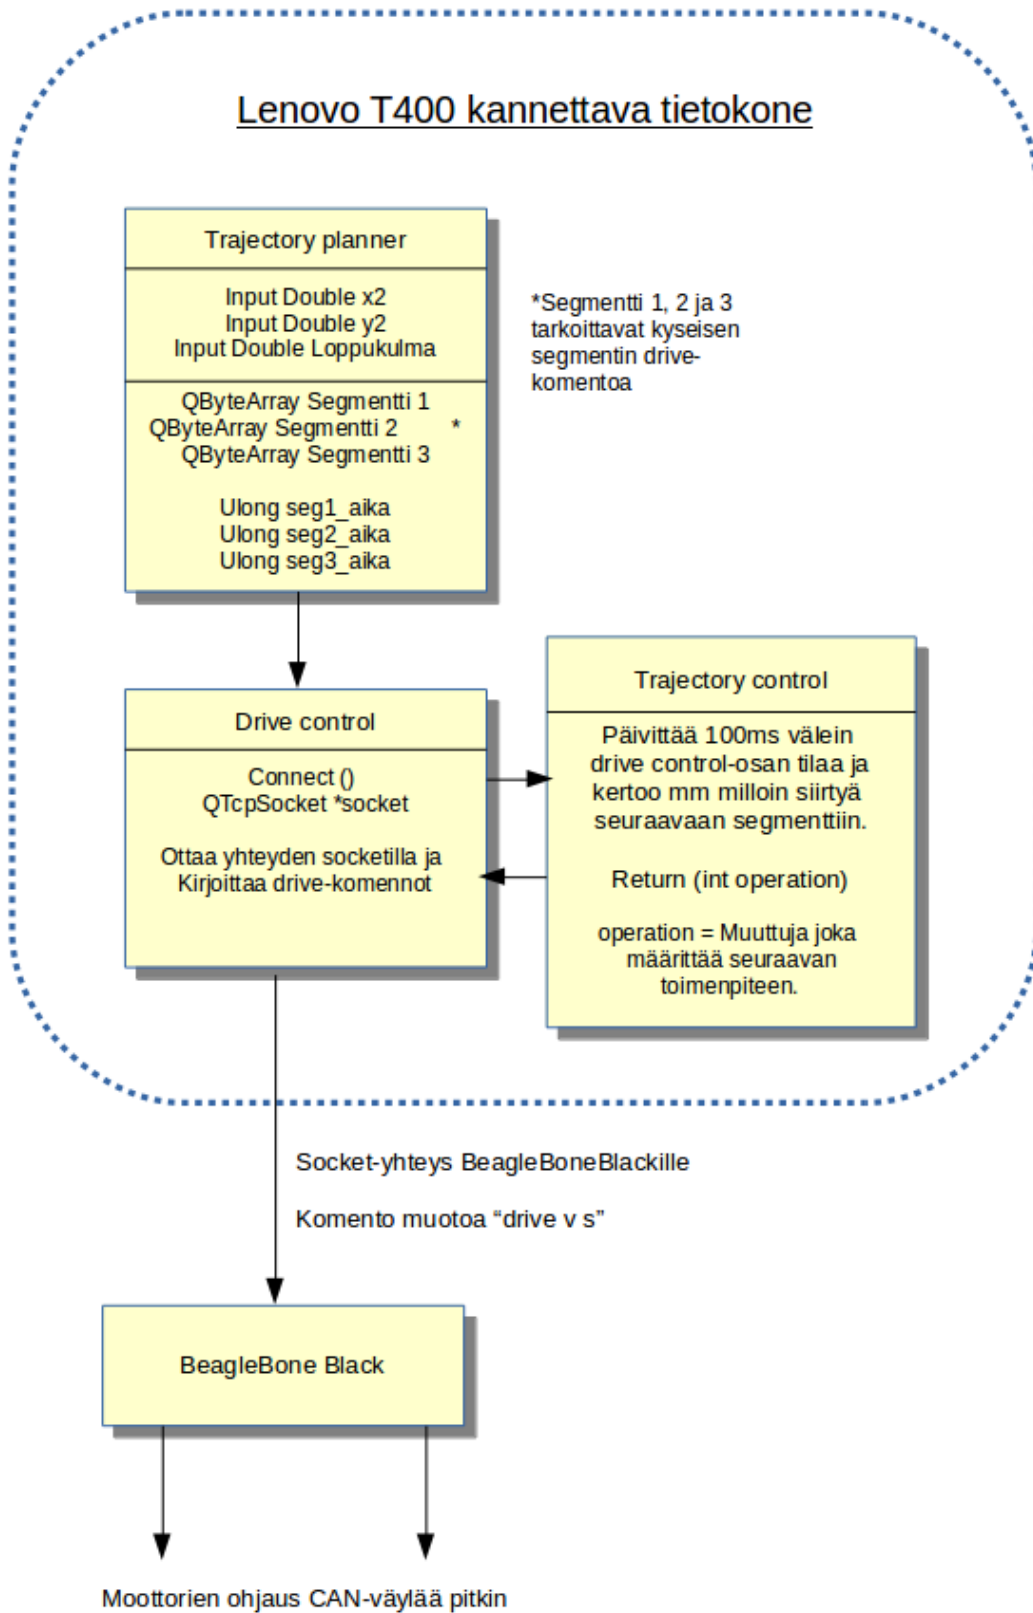 Lenovo T400 kannettava tietokone
Trajectory planner
Input Double x2
Input Double y2
Input Double Loppukulma
QByteArray Segmentti 1
QByteArray Segmentti 2 *
QByteArray Segmentti 3
Ulong seg1_aika
Ulong seg2_aika
Ulong seg3_aika
*Segmentti 1, 2 ja 3
tarkoittavat kyseisen
segmentin drive-
komentoa
Drive control
Connect ()
QTcpSocket *socket
Ottaa yhteyden socketilla ja
Kirjoittaa drive-komennot
Trajectory control
Päivittää 100ms välein
drive control-osan tilaa ja
kertoo mm milloin siirtyä
seuraavaan segmenttiin.
Return (int operation)
operation = Muuttuja joka
määrittää seuraavan
toimenpiteen.
Socket-yhteys BeagleBoneBlackille
Komento muotoa “drive v s”
BeagleBone Black
Moottorien ohjaus CAN-väylää pitkin